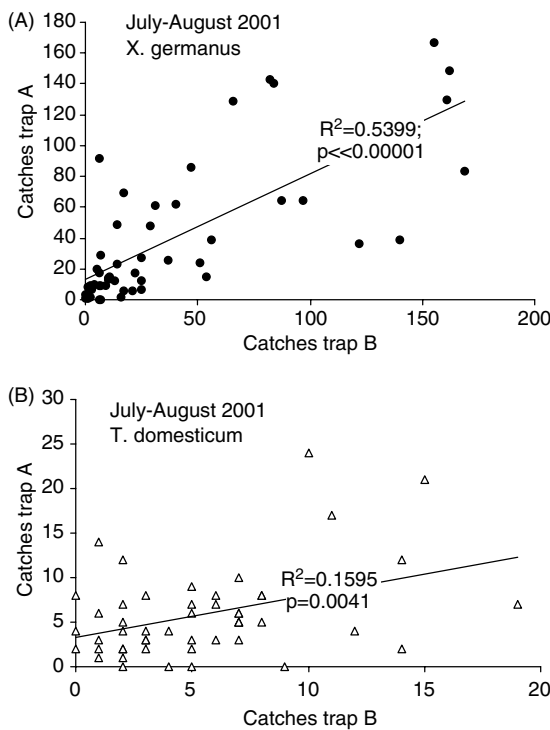 (A)
July-August 2001
X. germanus
180
160
140
120
100
80
60
40
20
0
Catches trap A
R²=0.5399;
p<<0.00001
0 50 100 150 200
Catches trap B
(B)
July-August 2001
T. domesticum
30
25
20
15
10
5
0
Catches trap A
R²=0.1595
p=0.0041
0 5 10 15 20
Catches trap B